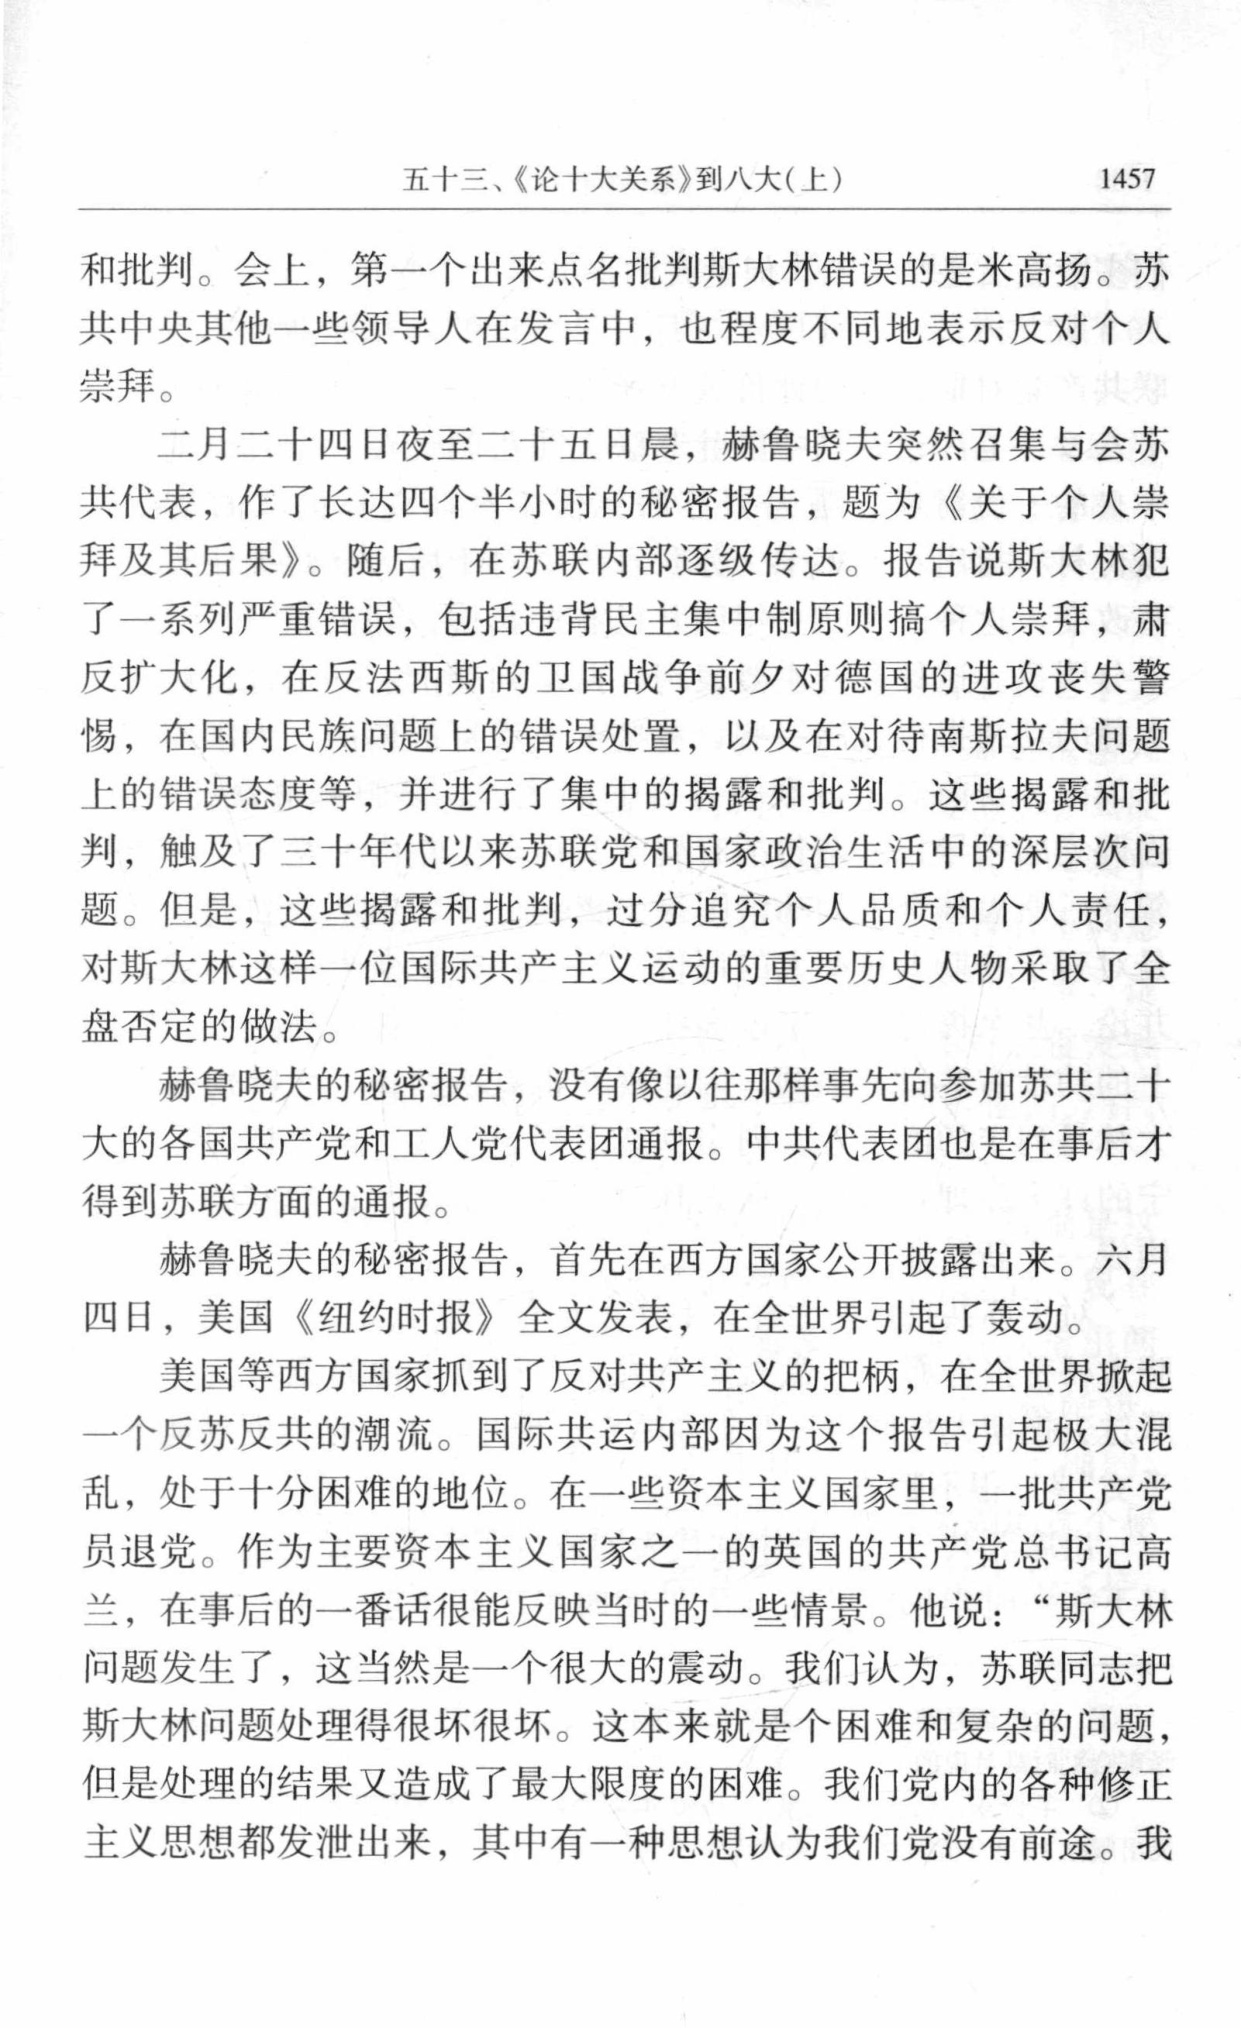 五十三、《论十大关系》到八大(上) 1457
和批判。会上，第一个出来点名批判斯大林错误的是米高扬。苏
共中央其他一些领导人在发言中，也程度不同地表示反对个人
崇拜。
二月二十四日夜至二十五日晨，赫鲁晓夫突然召集与会苏
共代表，作了长达四个半小时的秘密报告，题为《关于个人崇
拜及其后果》。随后，在苏联内部逐级传达。报告说斯大林犯
了一系列严重错误，包括违背民主集中制原则搞个人崇拜，肃
反扩大化，在反法西斯的卫国战争前夕对德国的进攻丧失警
惕，在国内民族问题上的错误处置，以及在对待南斯拉夫问题
上的错误态度等，并进行了集中的揭露和批判。这些揭露和批
判，触及了三十年代以来苏联党和国家政治生活中的深层次问
题。但是，这些揭露和批判，过分追究个人品质和个人责任，
对斯大林这样一位国际共产主义运动的重要历史人物采取了全
盘否定的做法。
赫鲁晓夫的秘密报告，没有像以往那样事先向参加苏共二十
大的各国共产党和工人党代表团通报。中共代表团也是在事后才
得到苏联方面的通报。
赫鲁晓夫的秘密报告，首先在西方国家公开披露出来。六月
四日，美国《纽约时报》全文发表，在全世界引起了轰动。
美国等西方国家抓到了反对共产主义的把柄，在全世界掀起
一个反苏反共的潮流。国际共运内部因为这个报告引起极大混
乱，处于十分困难的地位。在一些资本主义国家里，一批共产党
员退党。作为主要资本主义国家之一的英国的共产党总书记高
兰，在事后的一番话很能反映当时的一些情景。他说：“斯大林
问题发生了，这当然是一个很大的震动。我们认为，苏联同志把
斯大林问题处理得很坏很坏。这本来就是个困难和复杂的问题，
但是处理的结果又造成了最大限度的困难。我们党内的各种修正
主义思想都发泄出来，其中有一种思想认为我们党没有前途。我